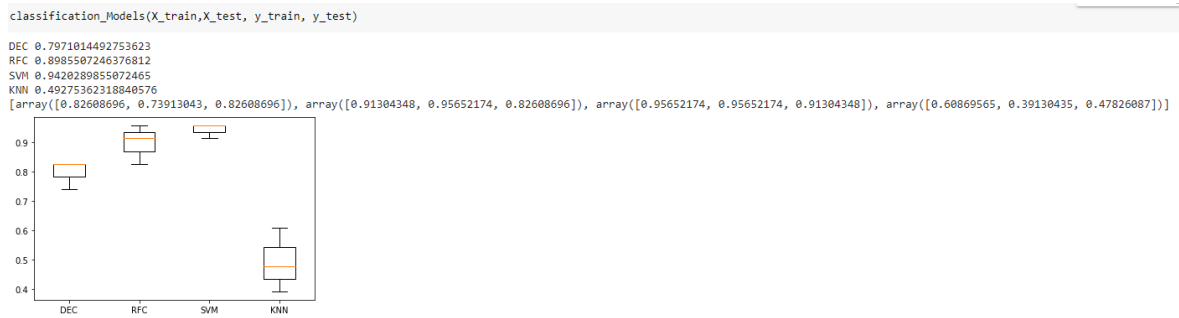 classification_Models(X_train,X_test, y_train, y_test)
DEC 0.7971014492753623
RFC 0.8985507246376812
SVM 0.9420289855072465
KNN 0.49275362318840576
[array([0.82608696, 0.73913043, 0.82608696]), array([0.91304348, 0.95652174, 0.82608696]), array([0.95652174, 0.95652174, 0.91304348]), array([0.60869565, 0.39130435, 0.47826087])]
0.9
0.8
0.7
0.6
0.5
0.4
DEC RFC SVM KNN